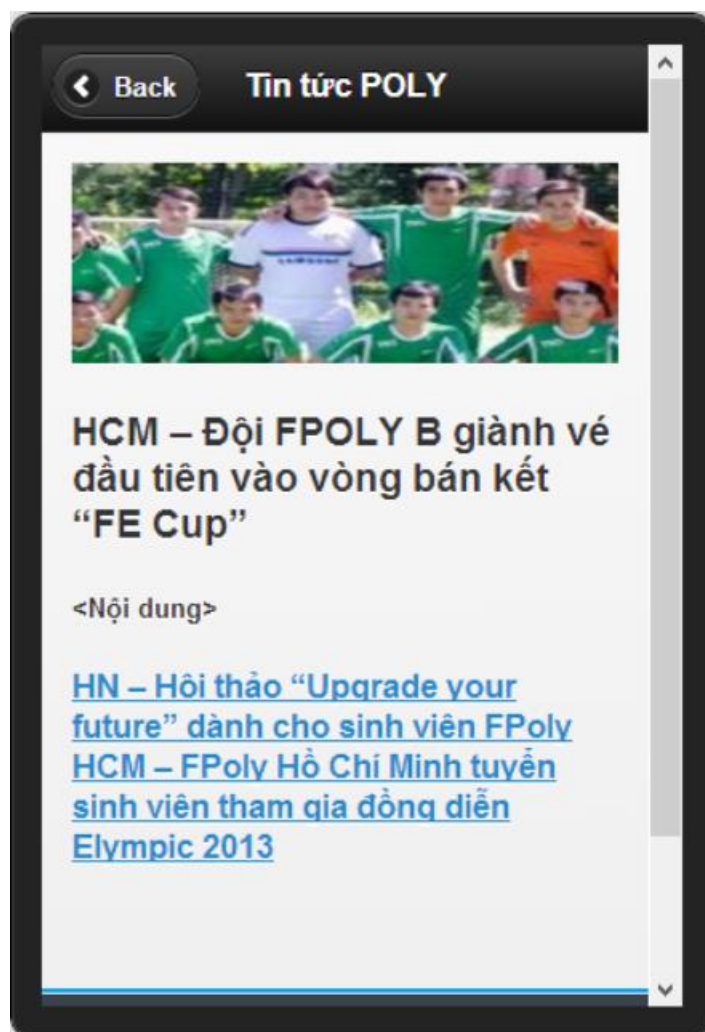 Back
Tin tức POLY
SAMSUNG
HCM – Đội FPOLY B giành vé
đầu tiên vào vòng bán kết
“FE Cup”
<Nội dung>
HN – Hôi thảo “Upgrade your
future” dành cho sinh viên FPoly
HCM – FPoly Hồ Chí Minh tuyển
sinh viên tham gia đồng diễn
Elympic 2013